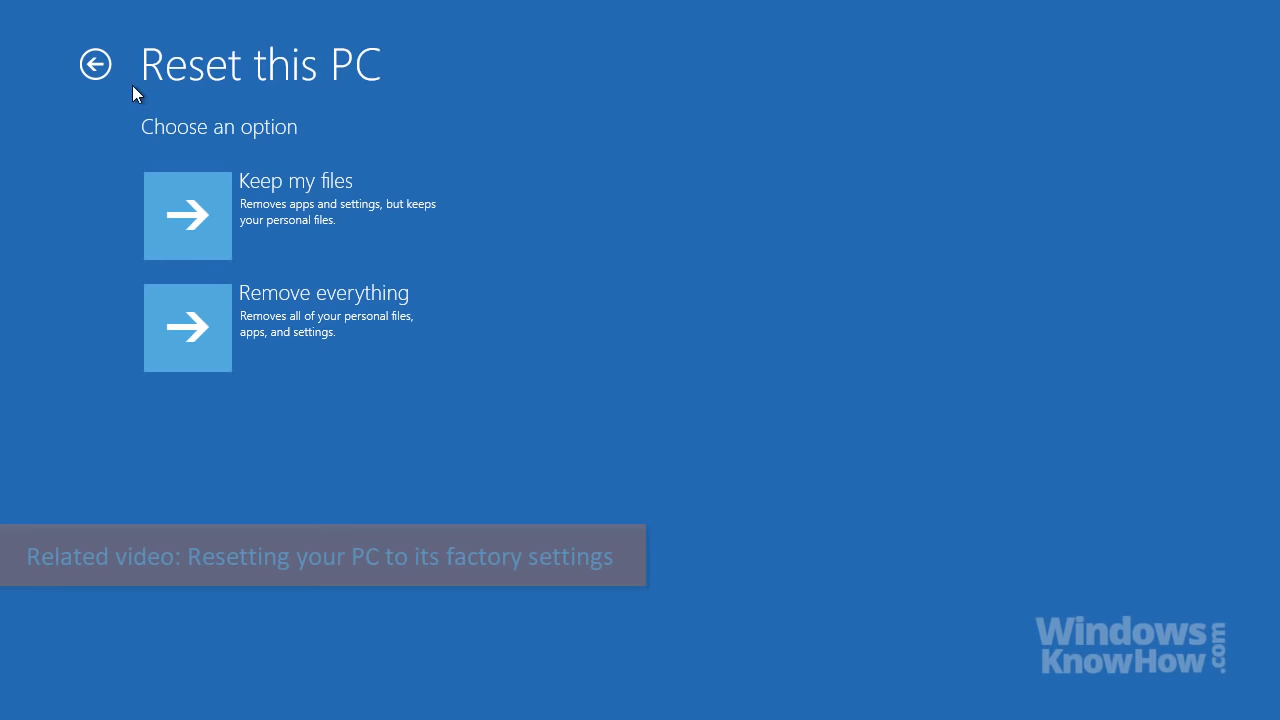 Reset this PC
Choose an option
Keep my files
Removes apps and settings, but keeps
your personal files.
Remove everything
Removes all of your personal files,
apps, and settings.
Related video: Resetting your PC to its factory settings
Windows
KnowHow
.com